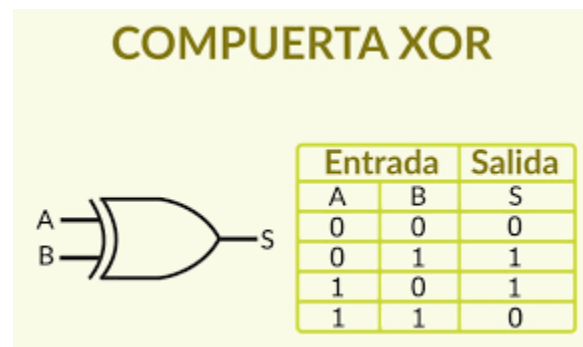 COMPUERTA XOR
Entrada Salida
A B S
0 0 0
0 1 1
1 0 1
1 1 0
A
B
S